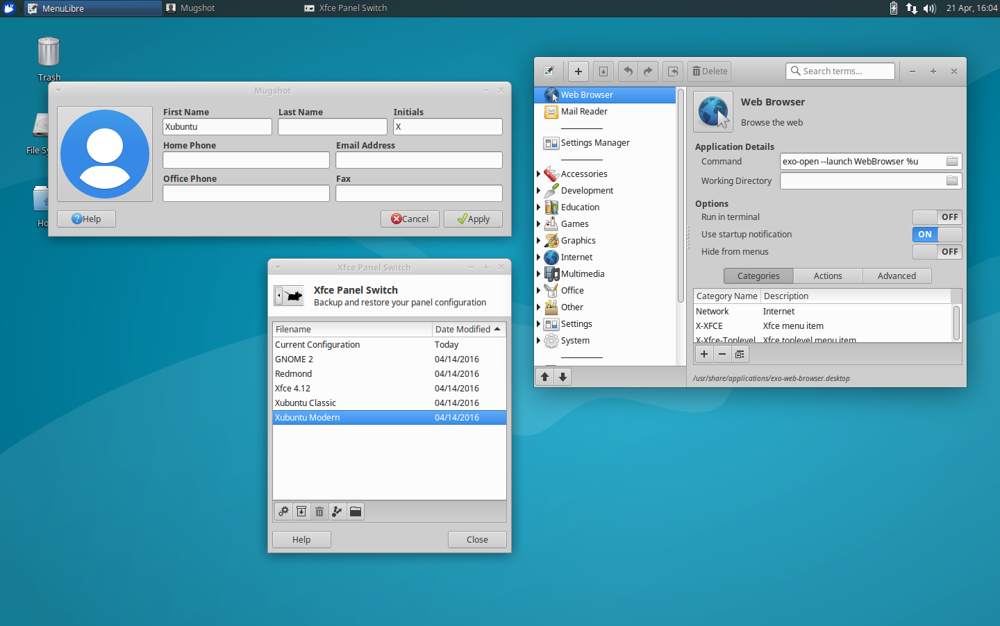 MenuLibre
Mugshot
Xfce Panel Switch
21 Apr, 16:04
Trash
File Sy
Ho
Mugshot
First Name
Last Name
Initials
Xubuntu
X
Home Phone
Email Address
Office Phone
Fax
Help
Cancel
Apply
Xfce Panel Switch
Xfce Panel Switch
Backup and restore your panel configuration
Filename
Date Modified
Current Configuration
Today
GNOME 2
04/14/2016
Redmond
04/14/2016
Xfce 4.12
04/14/2016
Xubuntu Classic
04/14/2016
Xubuntu Modern
04/14/2016
Help
Close
Delete
Search terms...
Web Browser
Mail Reader
Settings Manager
Accessories
Development
Education
Games
Graphics
Internet
Multimedia
Office
Other
Settings
System
Web Browser
Browse the web
Application Details
Command
exo-open --launch WebBrowser %u
Working Directory
Options
Run in terminal
OFF
Use startup notification
ON
Hide from menus
OFF
Categories
Actions
Advanced
Category Name
Description
Network
Internet
X-XFCE
Xfce menu item
X-Xfce-Toplevel
Xfce toplevel menu item
/usr/share/applications/exo-web-browser.desktop